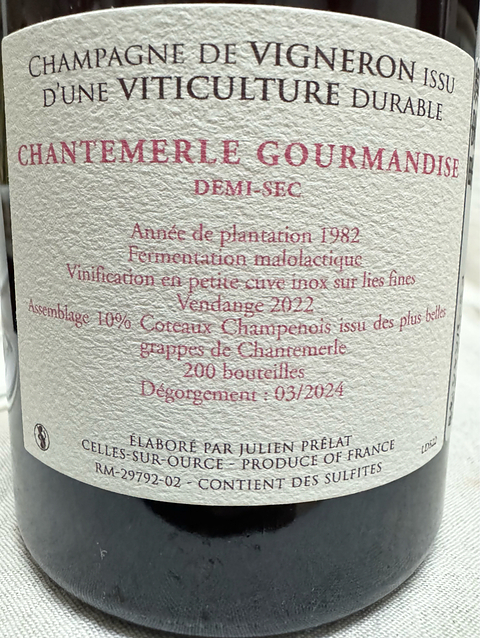 CHAMPAGNE DE VIGNERON ISSU
D'UNE VITICULTURE DURABLE
CHANTEMERLE GOURMANDISE
DEMI-SEC
Année de plantation 1982
Fermentation malolactique
Vinification en petite cuve inox sur lies fines
Vendange 2022
Assemblage 10% Coteaux Champenois issu des plus belles
grappes de Chantemerle
200 bouteilles
Dégorgement : 03/2024
ÉLABORÉ PAR JULIEN PRÉLAT
CELLES-SUR-OURCE - PRODUCE OF FRANCE
RM-29792-02 - CONTIENT DES SULFITES